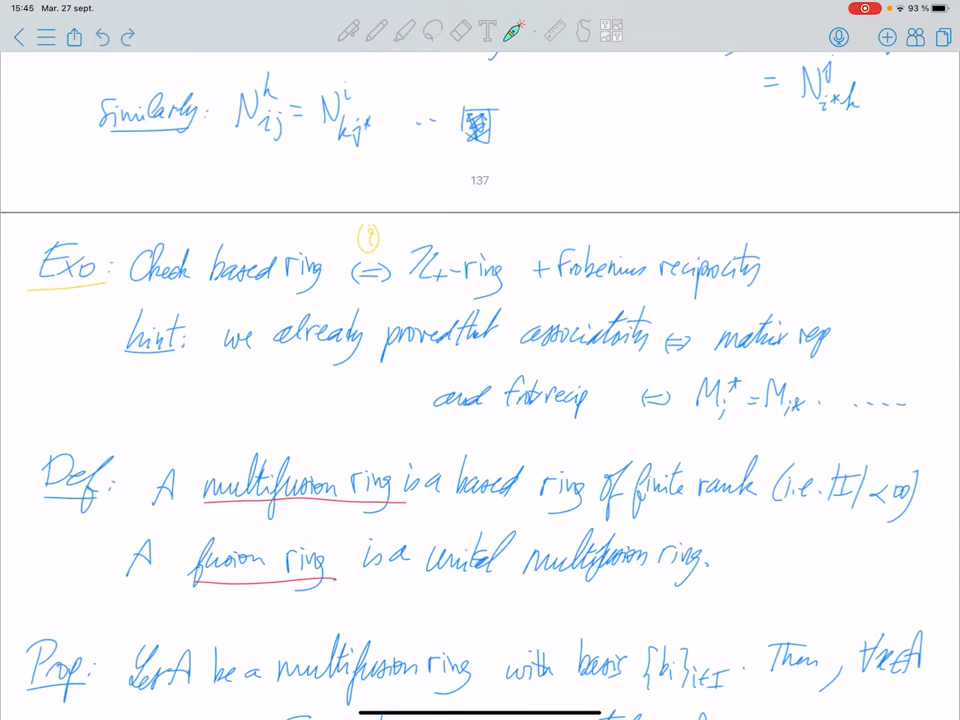 15:45 Mar. 27 sept. 93 %
= N^j_{i*k}
Similarly: N^k_{ij} = N^i_{kj*} ...
137
Exo: Check based ring (⇔) ℤ₊-ring + Frobenius reciprocity
hint: we already proved that associativity ⇔ matrix rep
and Frob recip ⇔ M_i^* = M_{i*} . ....
Def: A multifusion ring is a based ring of finite rank (i.e. |I| < ∞)
A fusion ring is a unital multifusion ring.
Prop: Let A be a multifusion ring with basis {b_i}_{i∈I}. Then, ∀x∈A